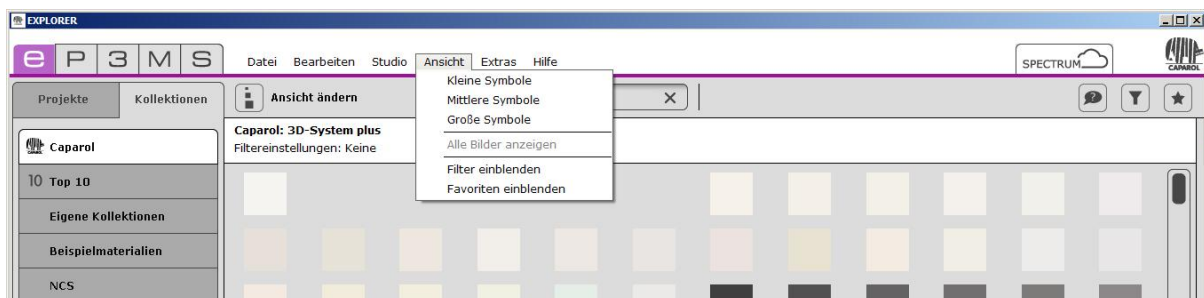 EXPLORER
e P 3 M S
Datei Bearbeiten Studio Ansicht Extras Hilfe
SPECTRUM
CAPAROL
Projekte Kollektionen
Ansicht ändern
Kleine Symbole
Mittlere Symbole
Große Symbole
Alle Bilder anzeigen
Filter einblenden
Favoriten einblenden
Caparol: 3D-System plus
Filtereinstellungen: Keine
Caparol
10 Top 10
Eigene Kollektionen
Beispielmaterialien
NCS